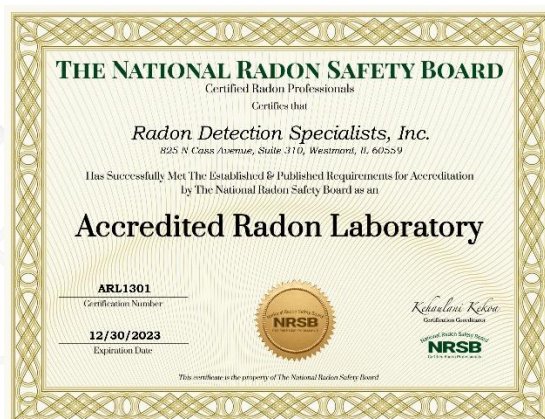 THE NATIONAL RADON SAFETY BOARD
Certified Radon Professionals
Certifies that
Radon Detection Specialists, Inc.
825 N Cass Avenue, Suite 310, Westmont, IL 60559
Has Successfully Met The Established & Published Requirements for Accreditation
by The National Radon Safety Board as an
Accredited Radon Laboratory
ARL1301
Certification Number
12/30/2023
Expiration Date
NRSB
Kehaulani Kekoa
Certification Coordinator
National Radon Safety Board
NRSB
Certified Radon Professionals
This certificate is the property of The National Radon Safety Board